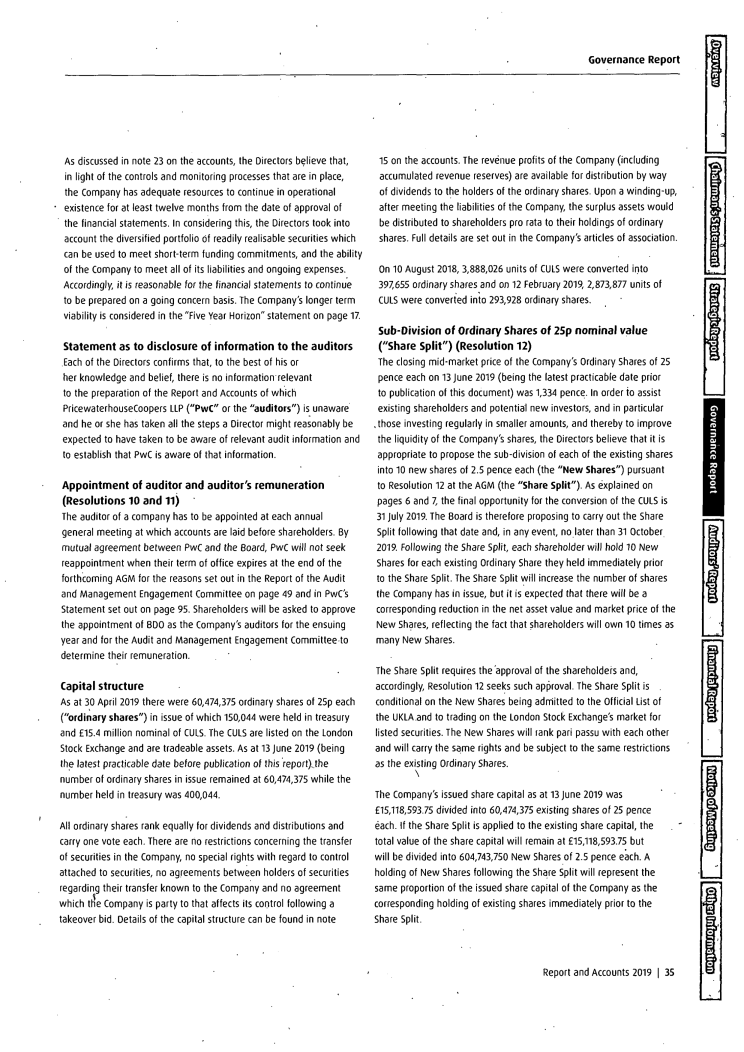 Governance Report
As discussed in note 23 on the accounts, the Directors believe that,
in light of the controls and monitoring processes that are in place,
the Company has adequate resources to continue in operational
existence for at least twelve months from the date of approval of
the financial statements. In considering this, the Directors took into
account the diversified portfolio of readily realisable securities which
can be used to meet short-term funding commitments, and the ability
of the Company to meet all of its liabilities and ongoing expenses.
Accordingly, it is reasonable for the financial statements to continue
to be prepared on a going concern basis. The Company's longer term
viability is considered in the "Five Year Horizon" statement on page 17.
Statement as to disclosure of information to the auditors
Each of the Directors confirms that, to the best of his or
her knowledge and belief, there is no information relevant
to the preparation of the Report and Accounts of which
PricewaterhouseCoopers LLP ("PwC" or the "auditors") is unaware
and he or she has taken all the steps a Director might reasonably be
expected to have taken to be aware of relevant audit information and
to establish that PwC is aware of that information.
Appointment of auditor and auditor's remuneration
(Resolutions 10 and 11)
The auditor of a company has to be appointed at each annual
general meeting at which accounts are laid before shareholders. By
mutual agreement between PwC and the Board, PwC will not seek
reappointment when their term of office expires at the end of the
forthcoming AGM for the reasons set out in the Report of the Audit
and Management Engagement Committee on page 49 and in PwC's
Statement set out on page 95. Shareholders will be asked to approve
the appointment of BDO as the Company's auditors for the ensuing
year and for the Audit and Management Engagement Committee to
determine their remuneration.
Capital structure
As at 30 April 2019 there were 60,474,375 ordinary shares of 25p each
("ordinary shares") in issue of which 150,044 were held in treasury
and £15.4 million nominal of CULS. The CULS are listed on the London
Stock Exchange and are tradeable assets. As at 13 June 2019 (being
the latest practicable date before publication of this report) the
number of ordinary shares in issue remained at 60,474,375 while the
number held in treasury was 400,044.
All ordinary shares rank equally for dividends and distributions and
carry one vote each. There are no restrictions concerning the transfer
of securities in the Company, no special rights with regard to control
attached to securities, no agreements between holders of securities
regarding their transfer known to the Company and no agreement
which the Company is party to that affects its control following a
takeover bid. Details of the capital structure can be found in note
15 on the accounts. The revenue profits of the Company (including
accumulated revenue reserves) are available for distribution by way
of dividends to the holders of the ordinary shares. Upon a winding-up,
after meeting the liabilities of the Company, the surplus assets would
be distributed to shareholders pro rata to their holdings of ordinary
shares. Full details are set out in the Company's articles of association.
On 10 August 2018, 3,888,026 units of CULS were converted into
397,655 ordinary shares and on 12 February 2019, 2,873,877 units of
CULS were converted into 293,928 ordinary shares.
Sub-Division of Ordinary Shares of 25p nominal value
("Share Split") (Resolution 12)
The closing mid-market price of the Company's Ordinary Shares of 25
pence each on 13 June 2019 (being the latest practicable date prior
to publication of this document) was 1,334 pence. In order to assist
existing shareholders and potential new investors, and in particular
those investing regularly in smaller amounts, and thereby to improve
the liquidity of the Company's shares, the Directors believe that it is
appropriate to propose the sub-division of each of the existing shares
into 10 new shares of 2.5 pence each (the "New Shares") pursuant
to Resolution 12 at the AGM (the "Share Split"). As explained on
pages 6 and 7, the final opportunity for the conversion of the CULS is
31 July 2019. The Board is therefore proposing to carry out the Share
Split following that date and, in any event, no later than 31 October
2019. Following the Share Split, each shareholder will hold 10 New
Shares for each existing Ordinary Share they held immediately prior
to the Share Split. The Share Split will increase the number of shares
the Company has in issue, but it is expected that there will be a
corresponding reduction in the net asset value and market price of the
New Shares, reflecting the fact that shareholders will own 10 times as
many New Shares.
The Share Split requires the approval of the shareholders and,
accordingly, Resolution 12 seeks such approval. The Share Split is
conditional on the New Shares being admitted to the Official List of
the UKLA and to trading on the London Stock Exchange's market for
listed securities. The New Shares will rank pari passu with each other
and will carry the same rights and be subject to the same restrictions
as the existing Ordinary Shares.
The Company's issued share capital as at 13 June 2019 was
£15,118,593.75 divided into 60,474,375 existing shares of 25 pence
each. If the Share Split is applied to the existing share capital, the
total value of the share capital will remain at £15,118,593.75 but
will be divided into 604,743,750 New Shares of 2.5 pence each. A
holding of New Shares following the Share Split will represent the
same proportion of the issued share capital of the Company as the
corresponding holding of existing shares immediately prior to the
Share Split.
Overview
Chairman's Statement
Strategic Report
Governance Report
Auditors' Report
Financial Report
Notice of Meeting
Other Information
Report and Accounts 2019 | 35